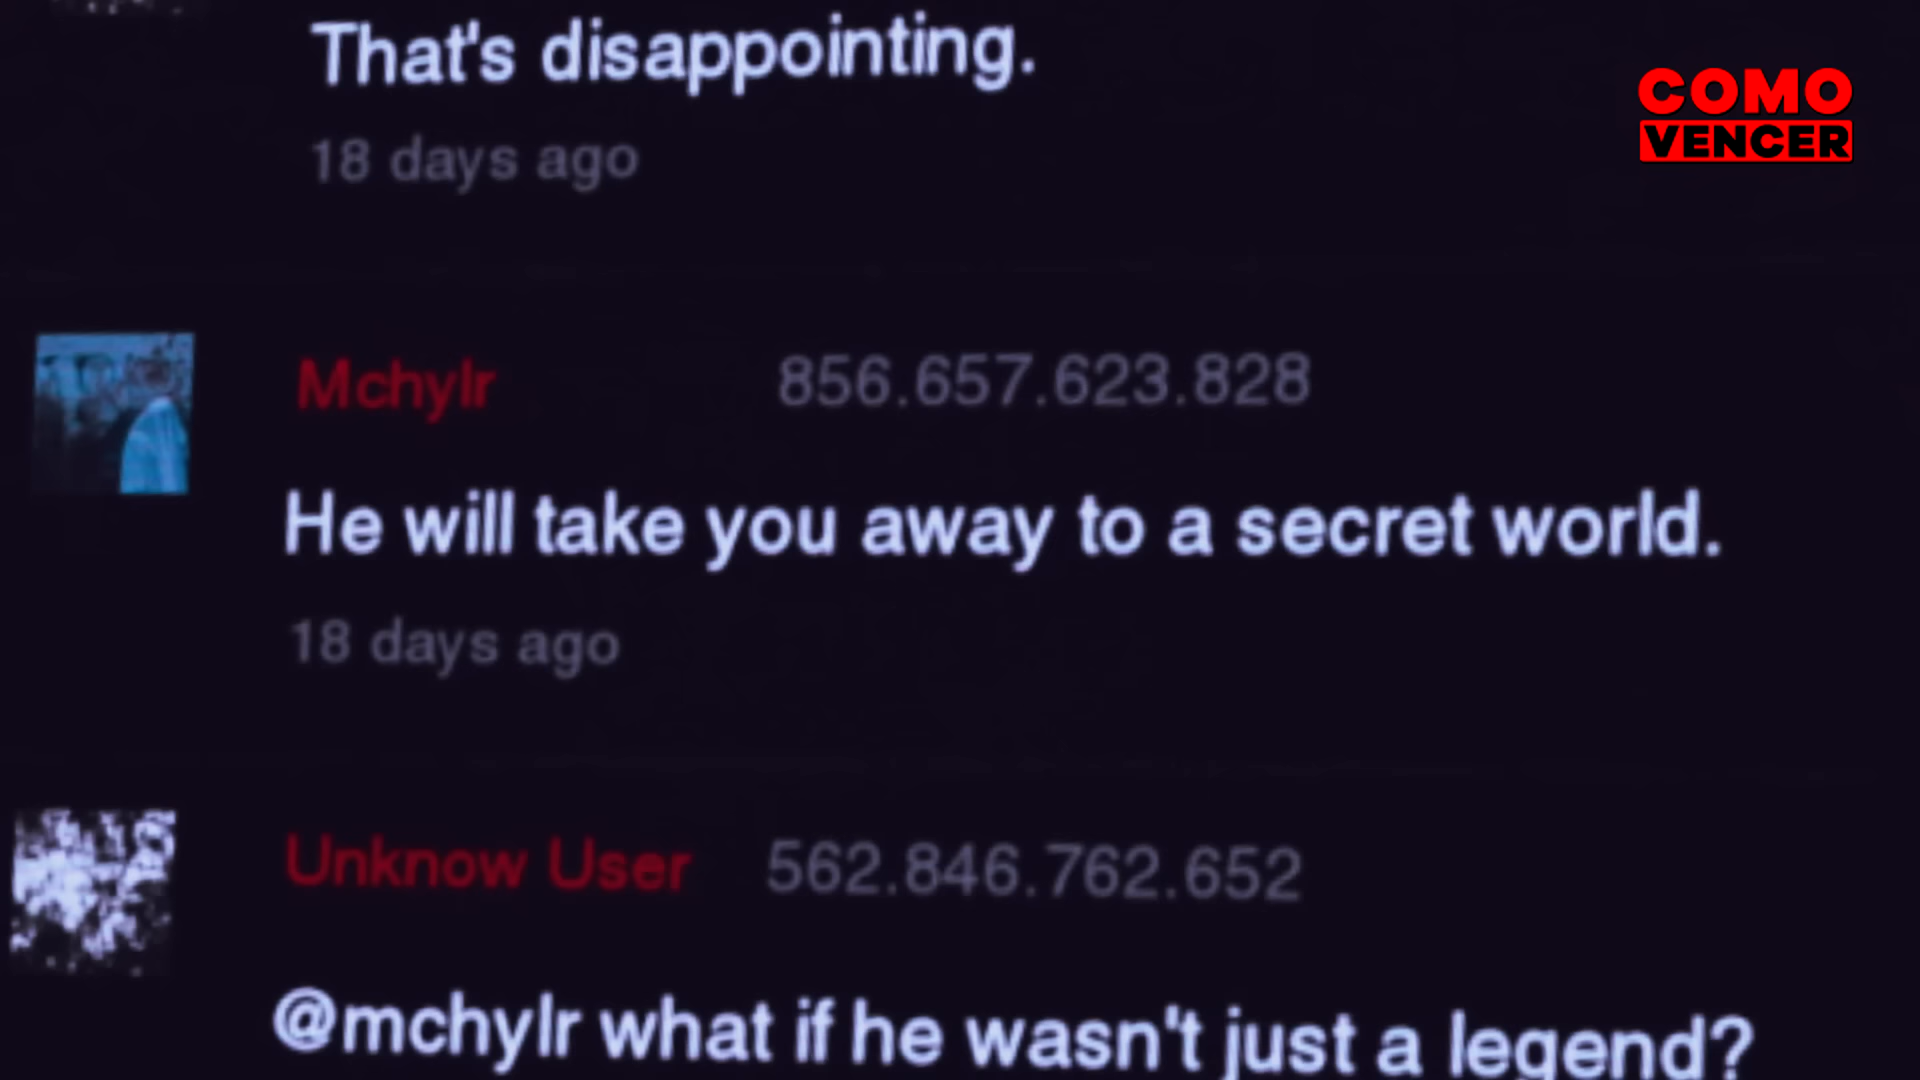 That's disappointing.
18 days ago
COMO
VENCER
Mchylr 856.657.623.828
He will take you away to a secret world.
18 days ago
Unknow User 562.846.762.652
@mchylr what if he wasn't just a legend?